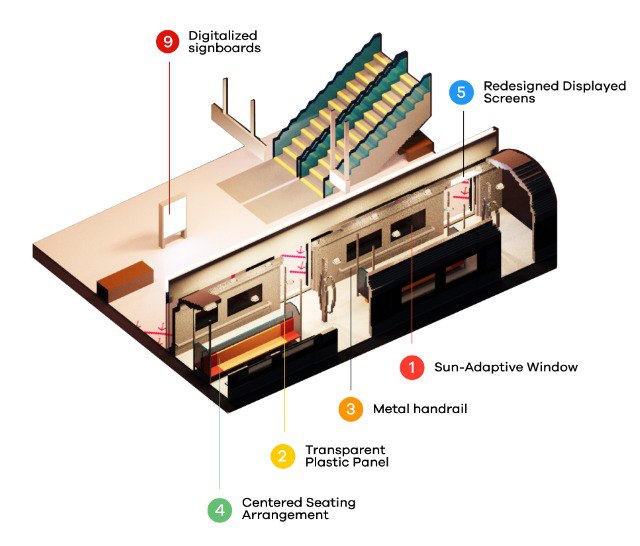 9 Digitalized
signboards
5 Redesigned Displayed
Screens
1 Sun-Adaptive Window
3 Metal handrail
2 Transparent
Plastic Panel
4 Centered Seating
Arrangement